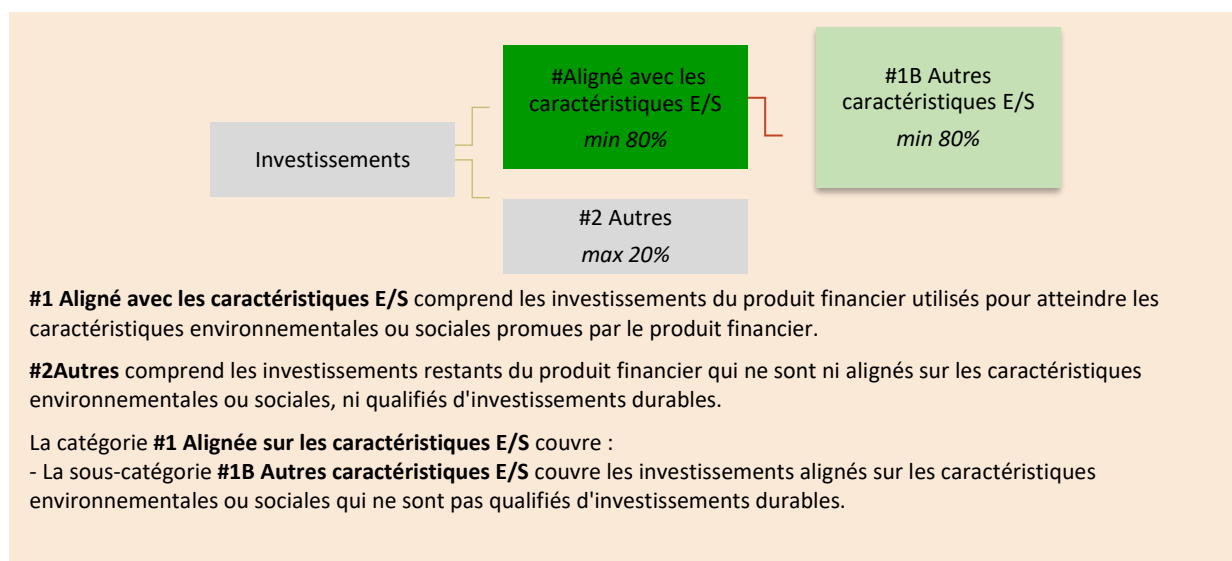 #Aligné avec les
caractéristiques E/S
min 80%
#1B Autres
caractéristiques E/S
min 80%
Investissements
#2 Autres
max 20%
#1 Aligné avec les caractéristiques E/S comprend les investissements du produit financier utilisés pour atteindre les
caractéristiques environnementales ou sociales promues par le produit financier.
#2Autres comprend les investissements restants du produit financier qui ne sont ni alignés sur les caractéristiques
environnementales ou sociales, ni qualifiés d'investissements durables.
La catégorie #1 Alignée sur les caractéristiques E/S couvre :
- La sous-catégorie #1B Autres caractéristiques E/S couvre les investissements alignés sur les caractéristiques
environnementales ou sociales qui ne sont pas qualifiés d'investissements durables.